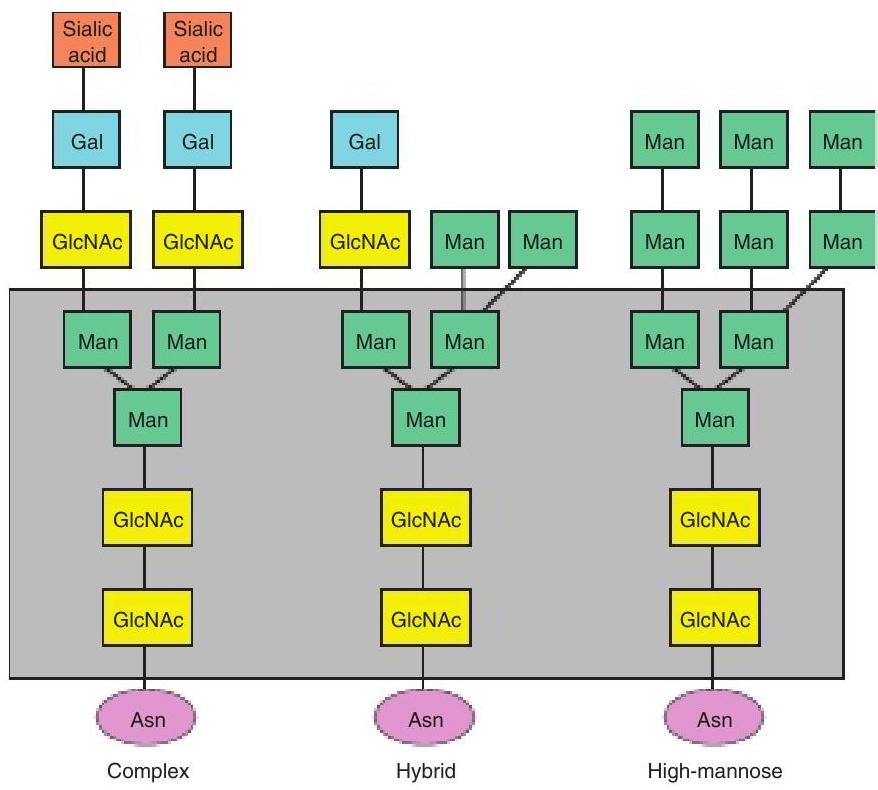 Sialic acid Sialic acid
Gal Gal Gal Man Man Man
GlcNAc GlcNAc GlcNAc Man Man Man Man Man
Man Man Man Man Man Man
Man Man Man
GlcNAc GlcNAc GlcNAc
GlcNAc GlcNAc GlcNAc
Asn Asn Asn
Complex Hybrid High-mannose